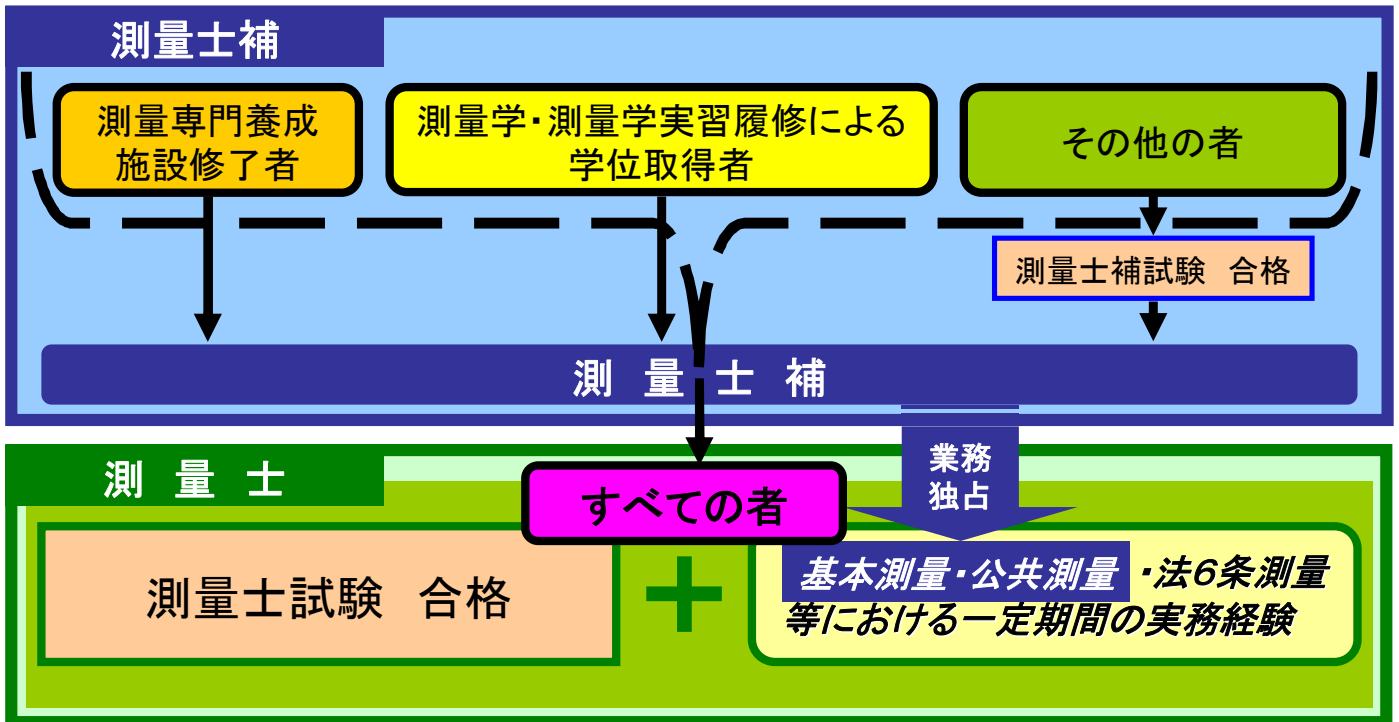 測量士補
測量専門養成
施設修了者
測量学・測量学実習履修による
学位取得者
その他の者
測量士補試験 合格
測 量 士 補
業務
独占
測 量 士
すべての者
測量士試験 合格
+
基本測量・公共測量 ・法6条測量
等における一定期間の実務経験